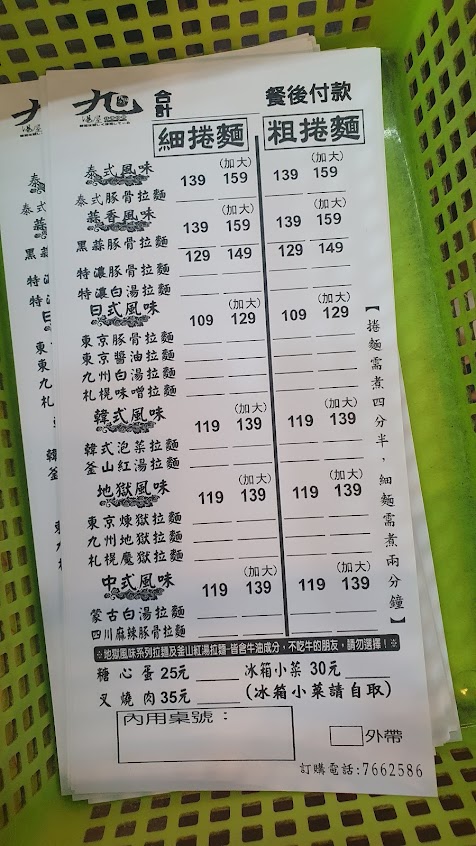 九 合計 餐後付款
湯屋
細捲麵 粗捲麵
泰式風味 (加大) (加大)
139 159 139 159
泰式豚骨拉麵
蒜香風味 (加大) (加大)
139 159 139 159
黑蒜豚骨拉麵
129 149 129 149
特濃豚骨拉麵
特濃白湯拉麵
日式風味 (加大) (加大)
109 129 109 129
東京豚骨拉麵
東京醬油拉麵
九州白湯拉麵
札幌味噌拉麵
韓式風味 (加大) (加大)
119 139 119 139
韓式泡菜拉麵
釜山紅湯拉麵
地獄風味 (加大) (加大)
119 139 119 139
東京煉獄拉麵
九州地獄拉麵
札幌魔獄拉麵
中式風味 (加大) (加大)
119 139 119 139
蒙古白湯拉麵
四川麻辣豚骨拉麵
【捲麵需煮四分半，細麵需煮兩分鐘】
※地獄風味系列拉麵及釜山紅湯拉麵-皆含牛油成分，不吃牛的朋友，請勿選擇！※
糖心蛋25元 冰箱小菜30元
叉燒肉35元 (冰箱小菜請自取)
內用桌號：
外帶
訂購電話:7662586